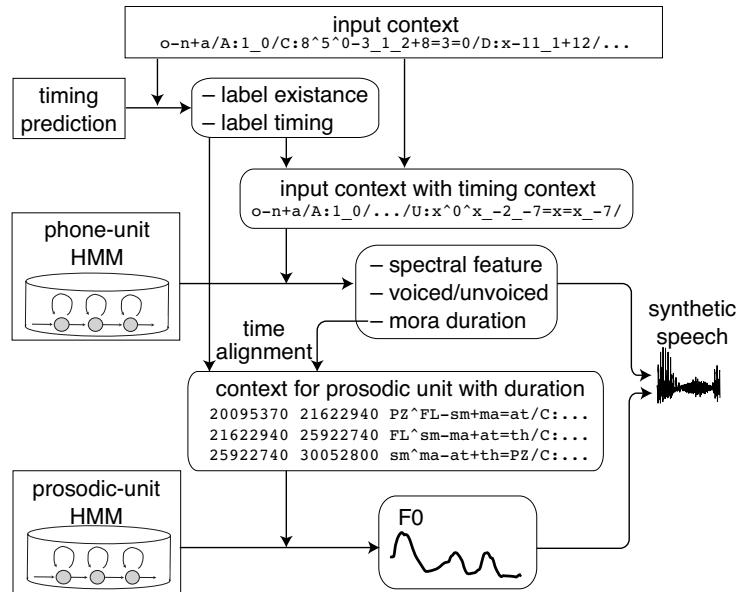 input context
o-n+a/A:1_0/C:8^5^0-3_1_2+8=3=0/D:x-11_1+12/...
timing
prediction
– label existance
– label timing
input context with timing context
o-n+a/A:1_0/.../U:x^0^x_-2_-7=x=x_-7/
phone-unit
HMM
– spectral feature
– voiced/unvoiced
– mora duration
time
alignment
synthetic
speech
context for prosodic unit with duration
20095370 21622940 PZ^FL-sm+ma=at/C:...
21622940 25922740 FL^sm-ma+at=th/C:...
25922740 30052800 sm^ma-at+th=PZ/C:...
prosodic-unit
HMM
F0